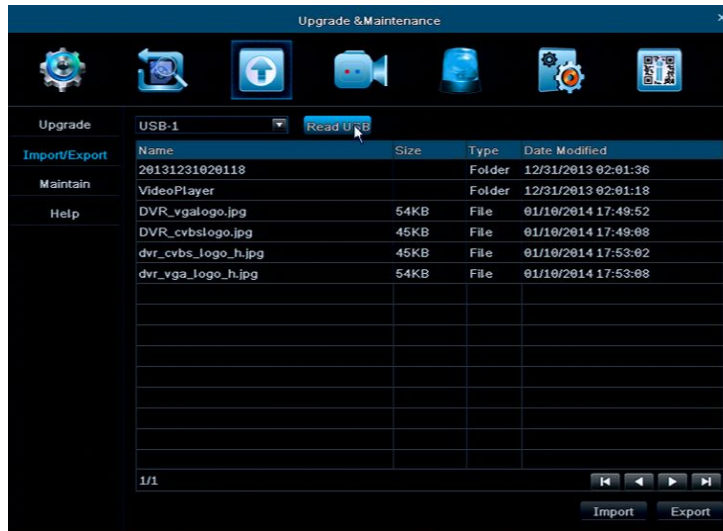 Upgrade &Maintenance
Upgrade
Import/Export
Maintain
Help
USB-1 Read USB
Name Size Type Date Modified
20131231020118 Folder 12/31/2013 02:01:36
VideoPlayer Folder 12/31/2013 02:01:18
DVR_vgalogo.jpg 54KB File 01/10/2014 17:49:52
DVR_cvbslogo.jpg 45KB File 01/10/2014 17:49:08
dvr_cvbs_logo_h.jpg 45KB File 01/10/2014 17:53:02
dvr_vga_logo_h.jpg 54KB File 01/10/2014 17:53:08
1/1
Import Export